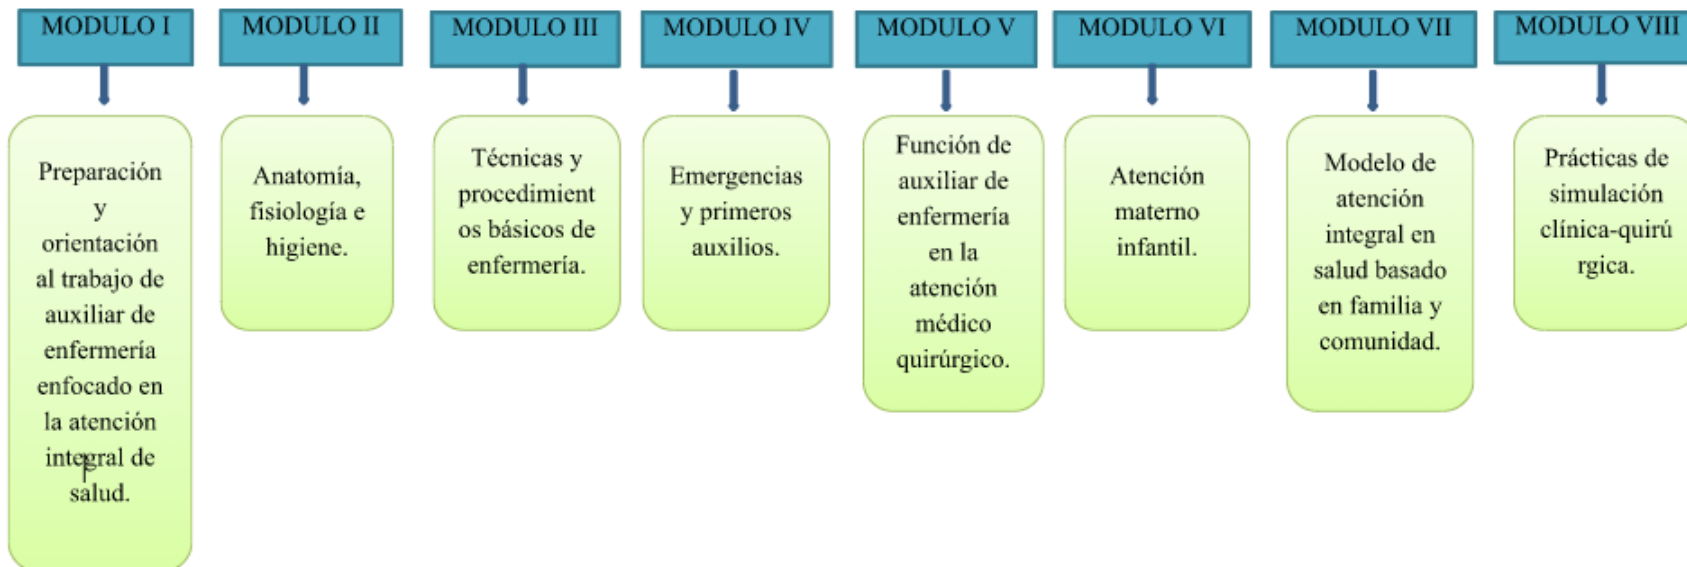 MODULO I
MODULO II
MODULO III
MODULO IV
MODULO V
MODULO VI
MODULO VII
MODULO VIII
Preparación
y
orientación
al trabajo de
auxiliar de
enfermería
enfocado en
la atención
integral de
salud.
Anatomía,
fisiología e
higiene.
Técnicas y
procedimient
os básicos de
enfermería.
Emergencias
y primeros
auxilios.
Función de
auxiliar de
enfermería
en la
atención
médico
quirúrgico.
Atención
materno
infantil.
Modelo de
atención
integral en
salud basado
en familia y
comunidad.
Prácticas de
simulación
clínica-quirú
rgica.